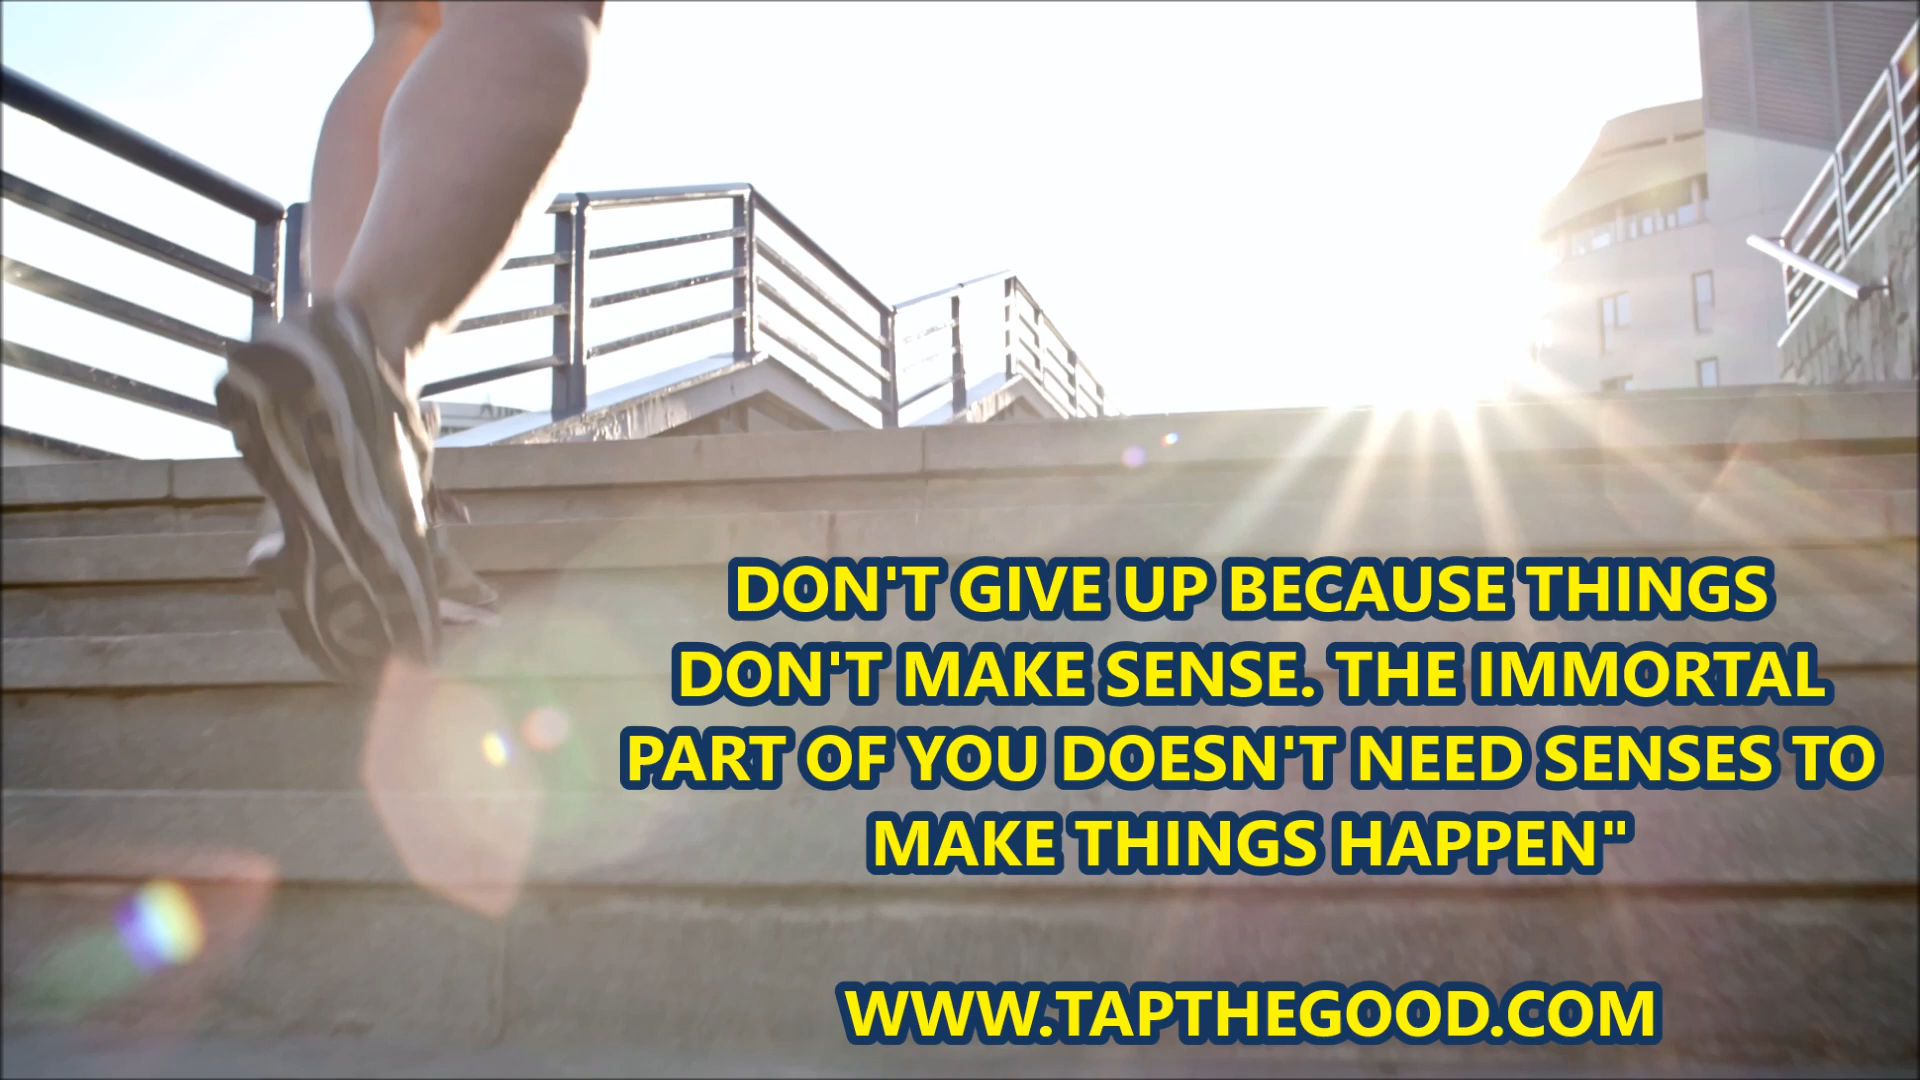 DON'T GIVE UP BECAUSE THINGS
DON'T MAKE SENSE. THE IMMORTAL
PART OF YOU DOESN'T NEED SENSES TO
MAKE THINGS HAPPEN"
WWW.TAPTHEGOOD.COM